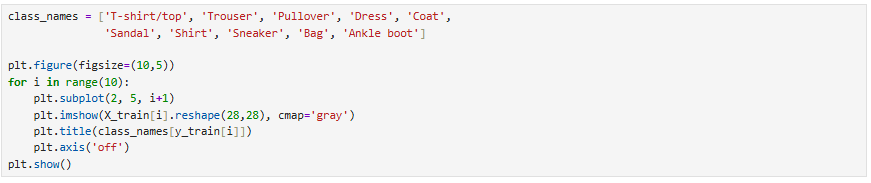 class_names = ['T-shirt/top', 'Trouser', 'Pullover', 'Dress', 'Coat',
               'Sandal', 'Shirt', 'Sneaker', 'Bag', 'Ankle boot']

plt.figure(figsize=(10,5))
for i in range(10):
    plt.subplot(2, 5, i+1)
    plt.imshow(X_train[i].reshape(28,28), cmap='gray')
    plt.title(class_names[y_train[i]])
    plt.axis('off')
plt.show()